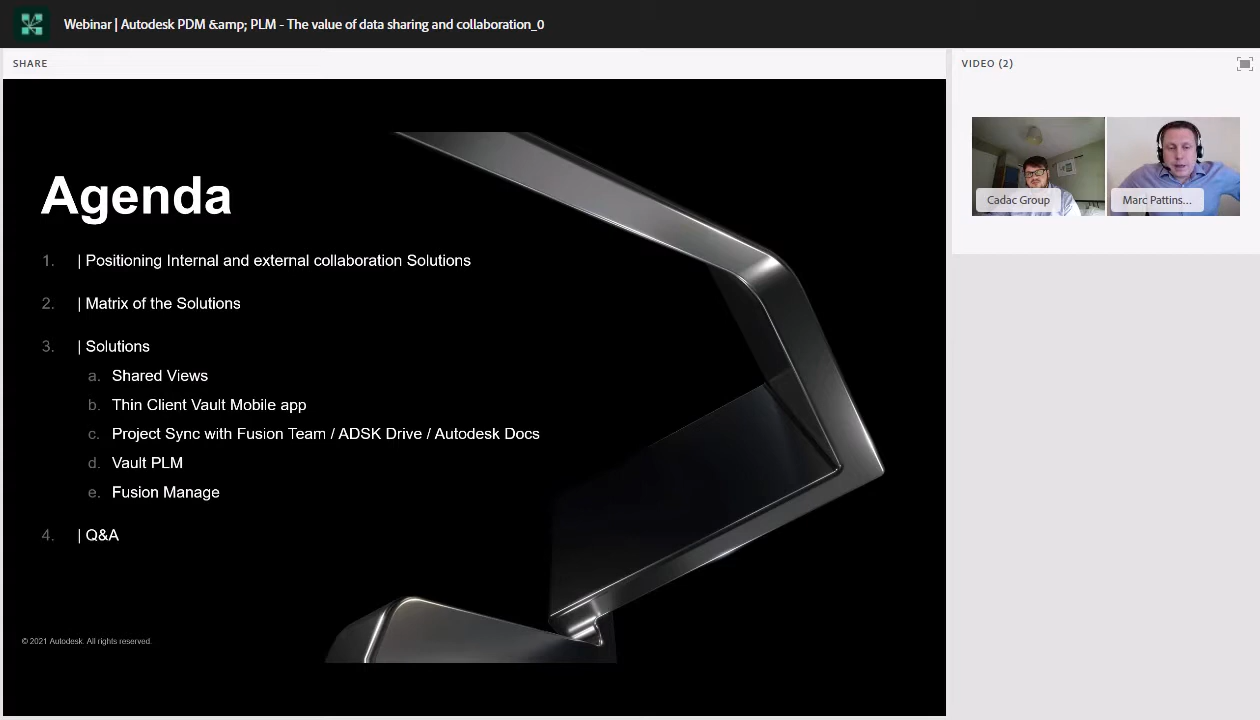 Webinar | Autodesk PDM &amp; PLM - The value of data sharing and collaboration_0
SHARE
VIDEO (2)
Agenda
1. | Positioning Internal and external collaboration Solutions
2. | Matrix of the Solutions
3. | Solutions
a. Shared Views
b. Thin Client Vault Mobile app
c. Project Sync with Fusion Team / ADSK Drive / Autodesk Docs
d. Vault PLM
e. Fusion Manage
4. | Q&A
© 2021 Autodesk. All rights reserved.
Cadac Group
Marc Pattins...